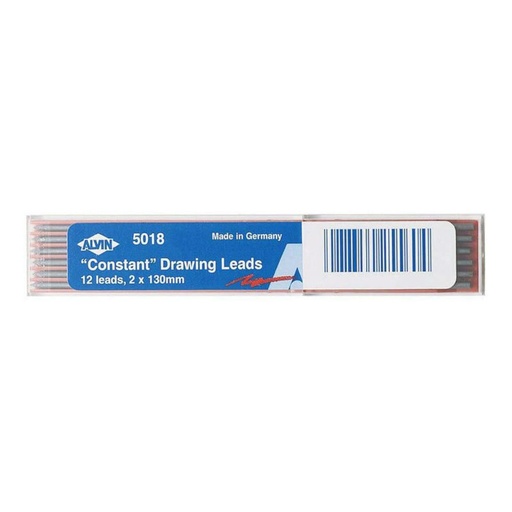 ALVIN 5018 Made in Germany
"Constant" Drawing Leads
12 leads, 2 x 130mm